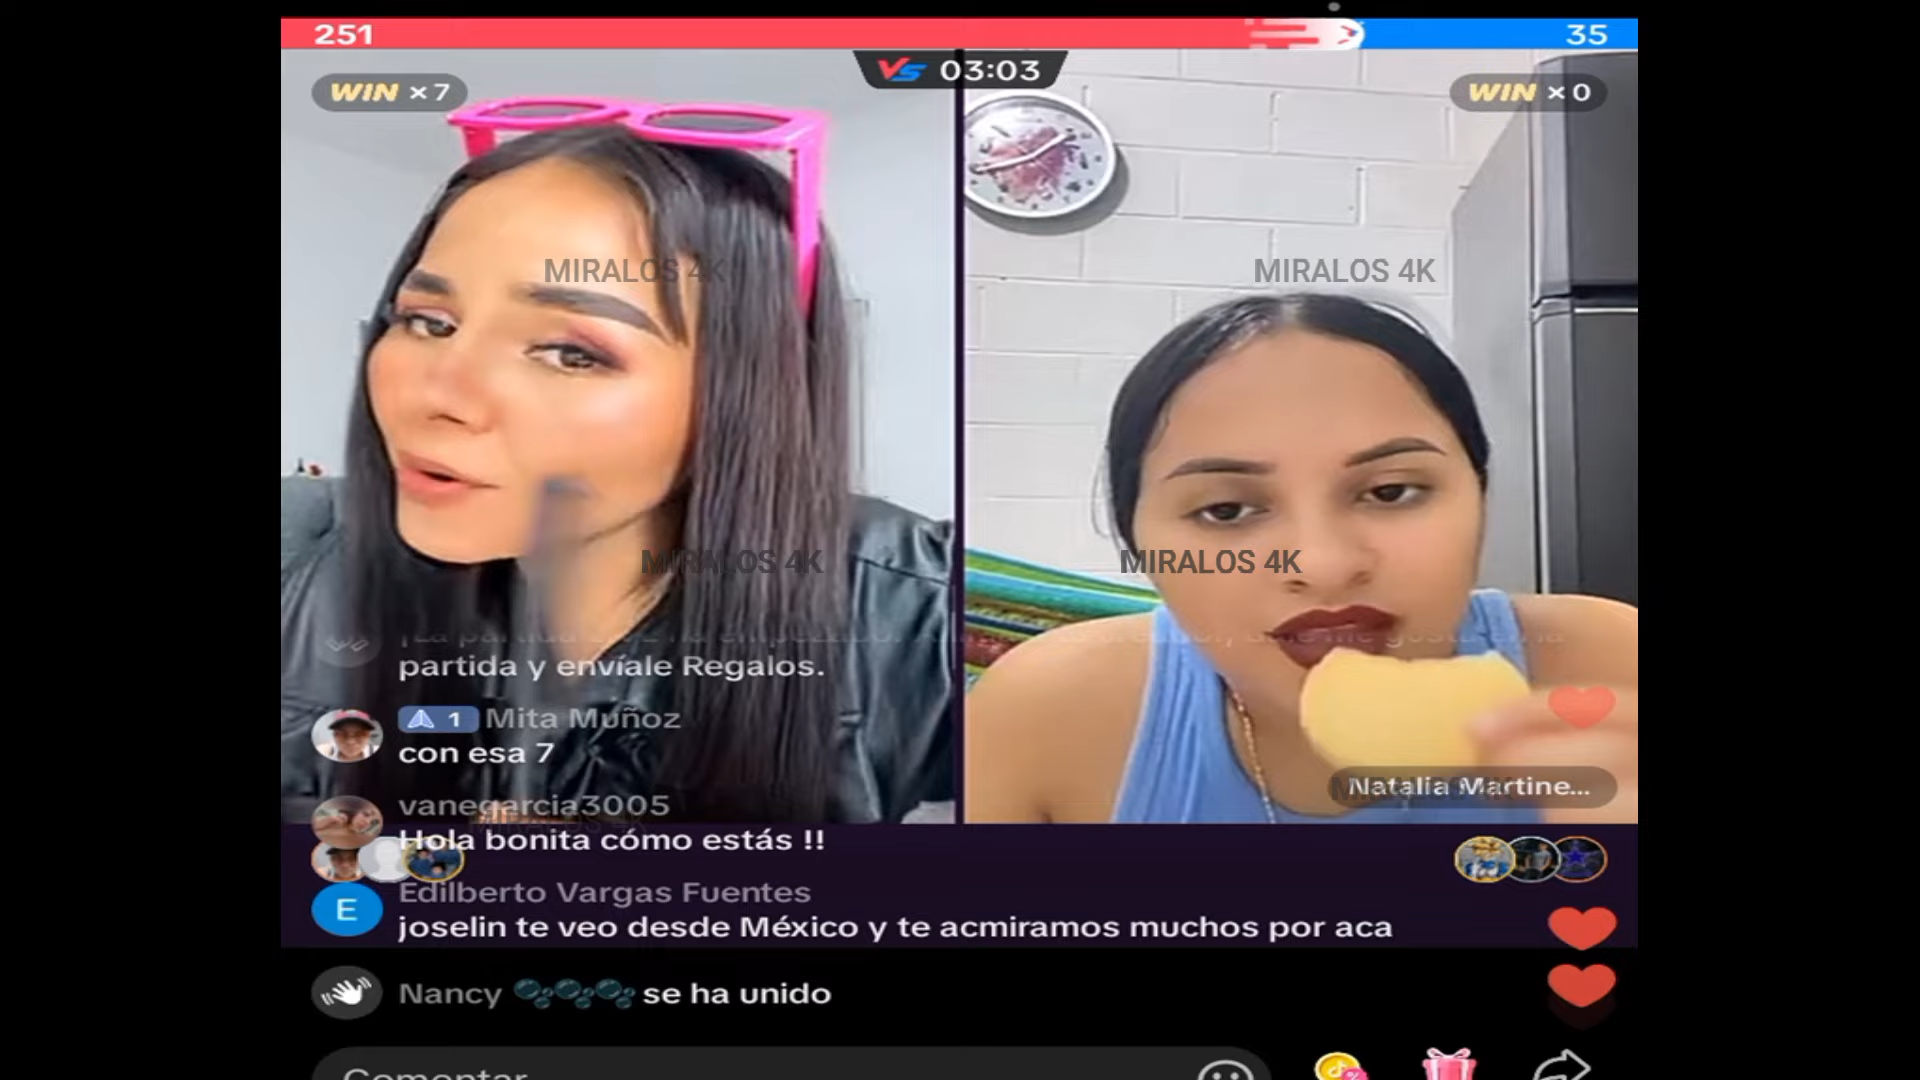 251
35
VS 03:03
WIN × 7
WIN × 0
MIRALOS 4K
MIRALOS 4K
MIRALOS 4K
MIRALOS 4K
partida y envíale Regalos.
1 Mita Muñoz
con esa 7
Natalia Martine...
vanegarcia3005
Hola bonita cómo estás !!
Edilberto Vargas Fuentes
E
joselin te veo desde México y te acmiramos muchos por aca
Nancy se ha unido
Comentar